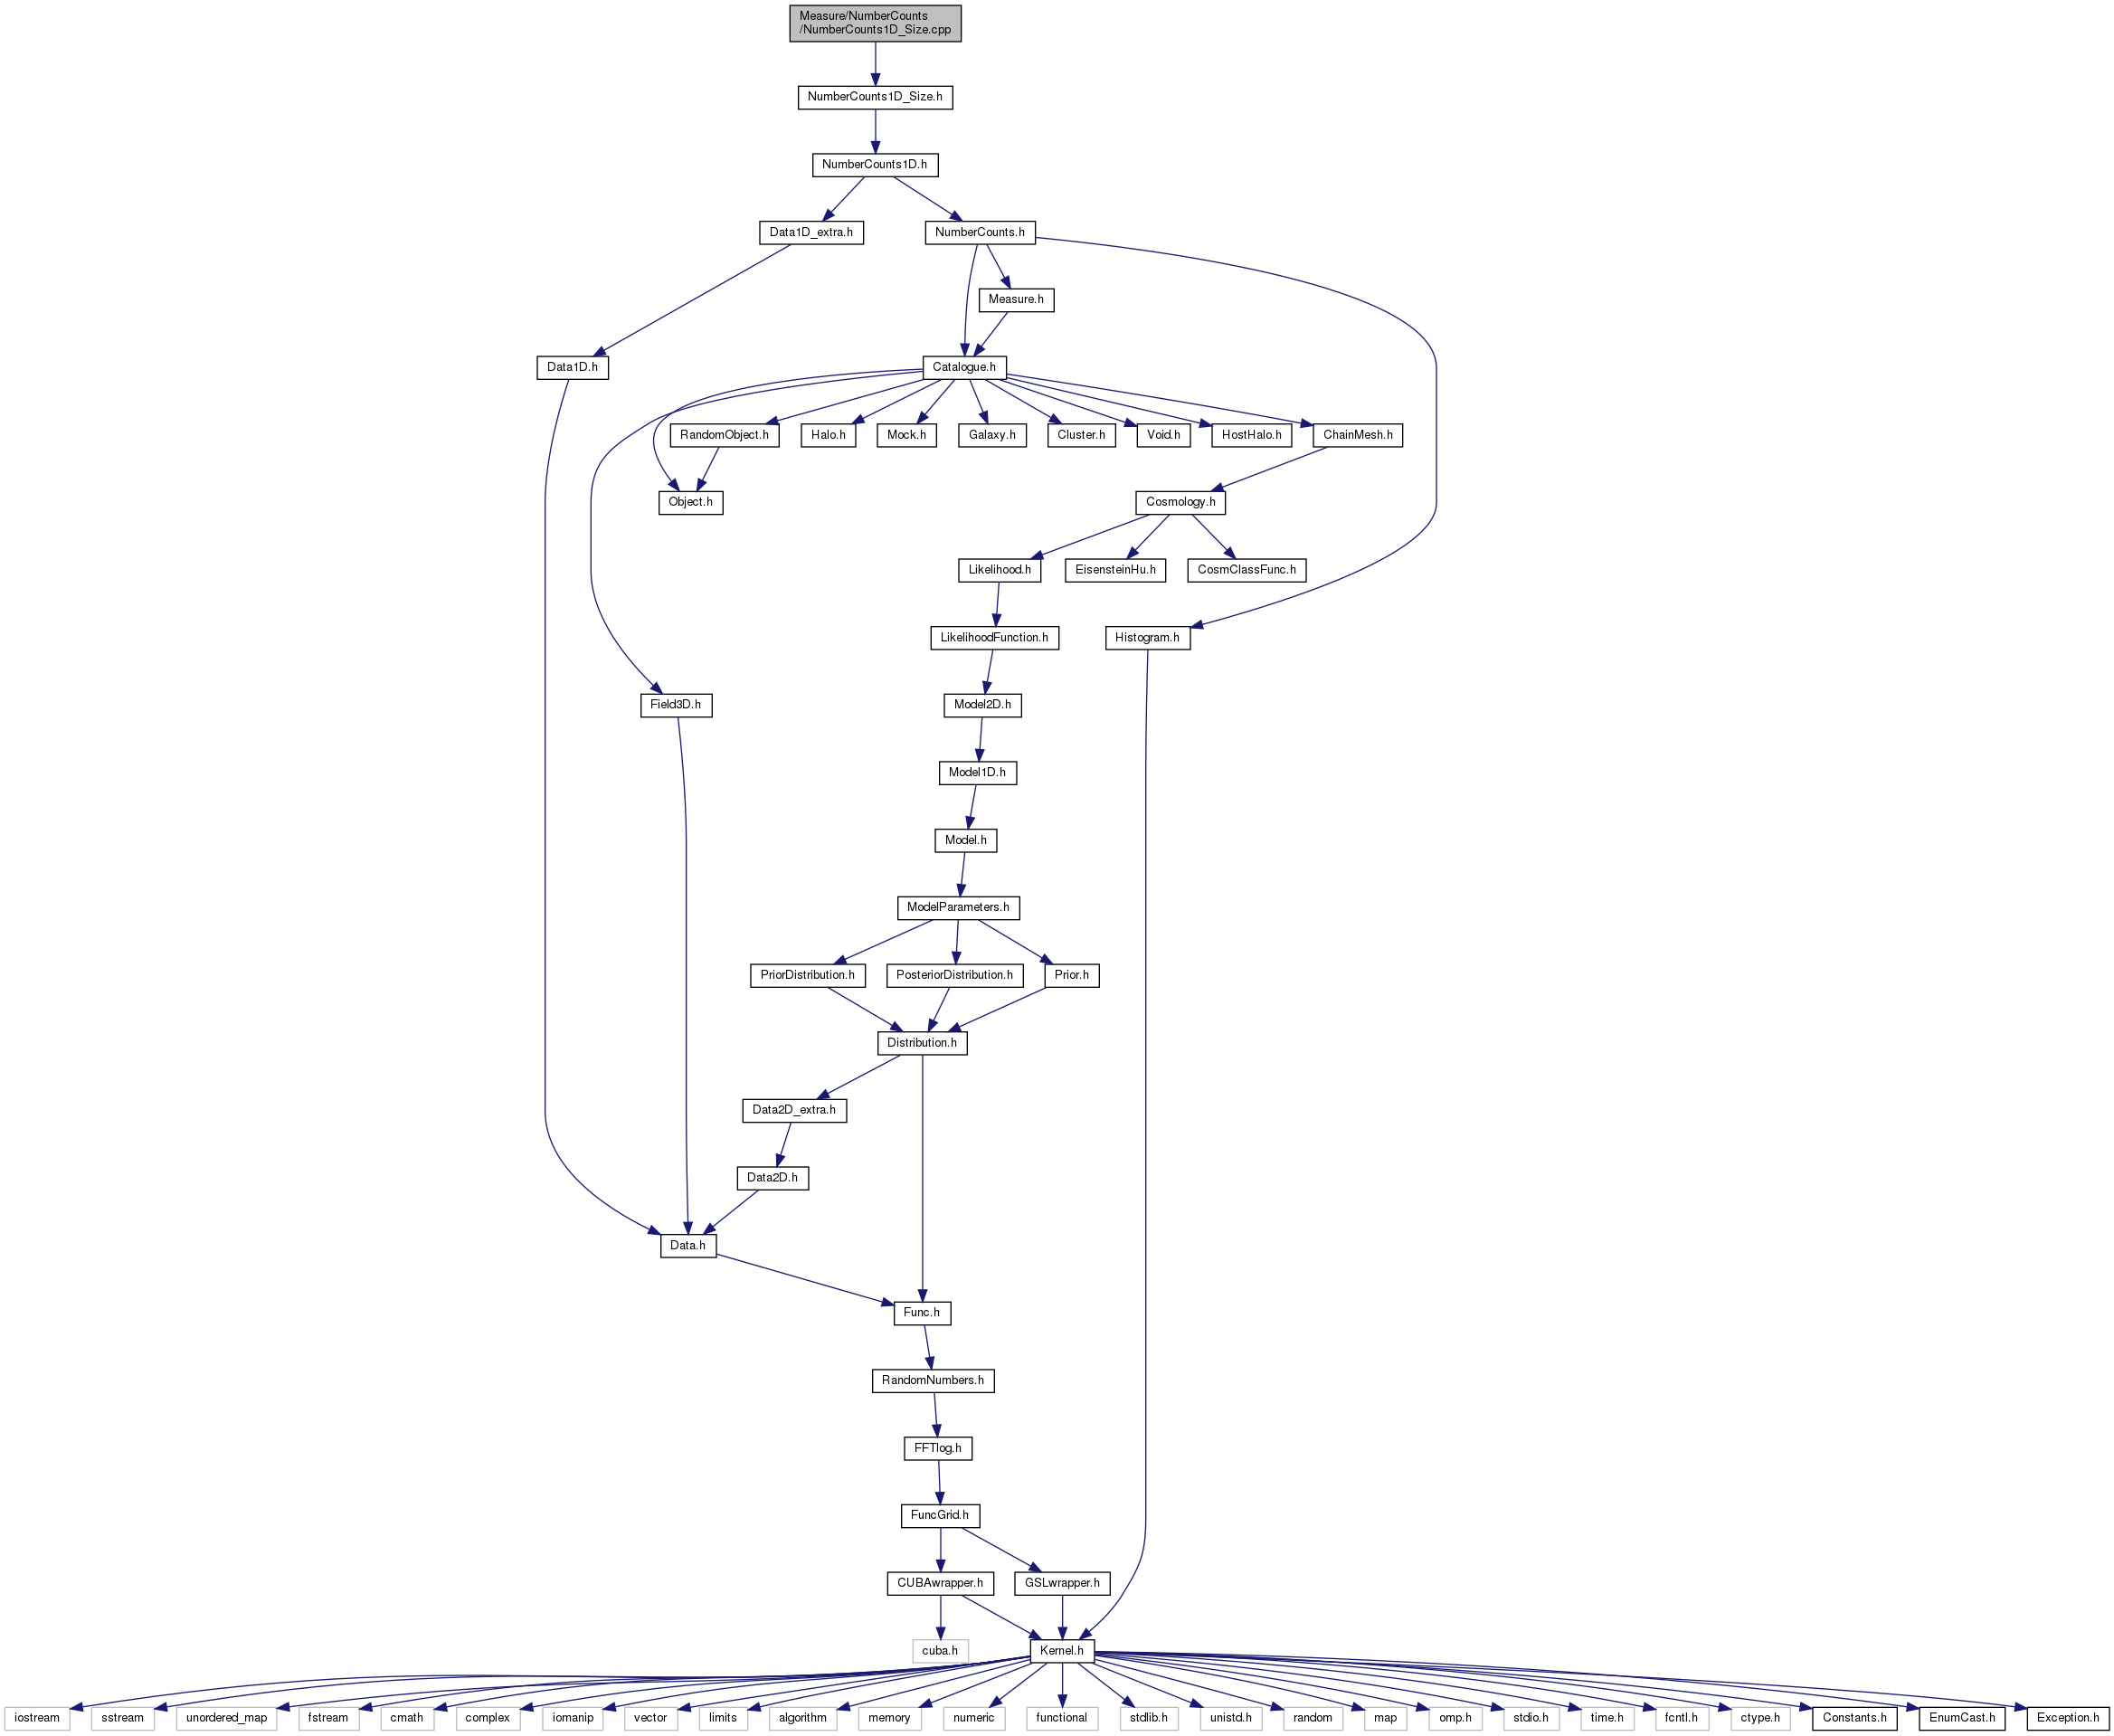 Measure/NumberCounts
/NumberCounts1D_Size.cpp
NumberCounts1D_Size.h
NumberCounts1D.h
Data1D_extra.h
NumberCounts.h
Measure.h
Data1D.h
Catalogue.h
RandomObject.h
Halo.h
Mock.h
Galaxy.h
Cluster.h
Void.h
HostHalo.h
ChainMesh.h
Object.h
Cosmology.h
Likelihood.h
EisensteinHu.h
CosmClassFunc.h
LikelihoodFunction.h
Histogram.h
Field3D.h
Model2D.h
Model1D.h
Model.h
ModelParameters.h
PriorDistribution.h
PosteriorDistribution.h
Prior.h
Distribution.h
Data2D_extra.h
Data2D.h
Data.h
Func.h
RandomNumbers.h
FFTlog.h
FuncGrid.h
CUBAwrapper.h
GSLwrapper.h
cuba.h
Kernel.h
iostream
sstream
unordered_map
fstream
cmath
complex
iomanip
vector
limits
algorithm
memory
numeric
functional
stdlib.h
unistd.h
random
map
omp.h
stdio.h
time.h
fcntl.h
ctype.h
Constants.h
EnumCast.h
Exception.h